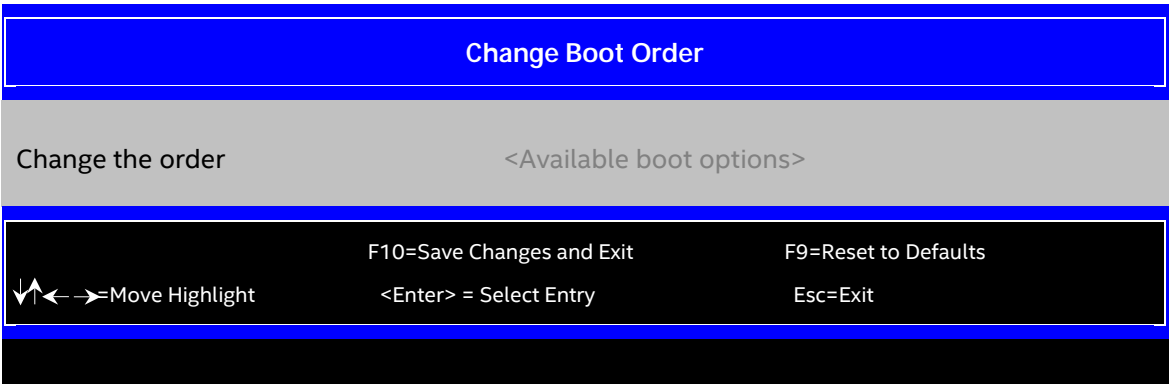 Change Boot Order
Change the order <Available boot options>
F10=Save Changes and Exit F9=Reset to Defaults
↓↑←→=Move Highlight <Enter> = Select Entry Esc=Exit